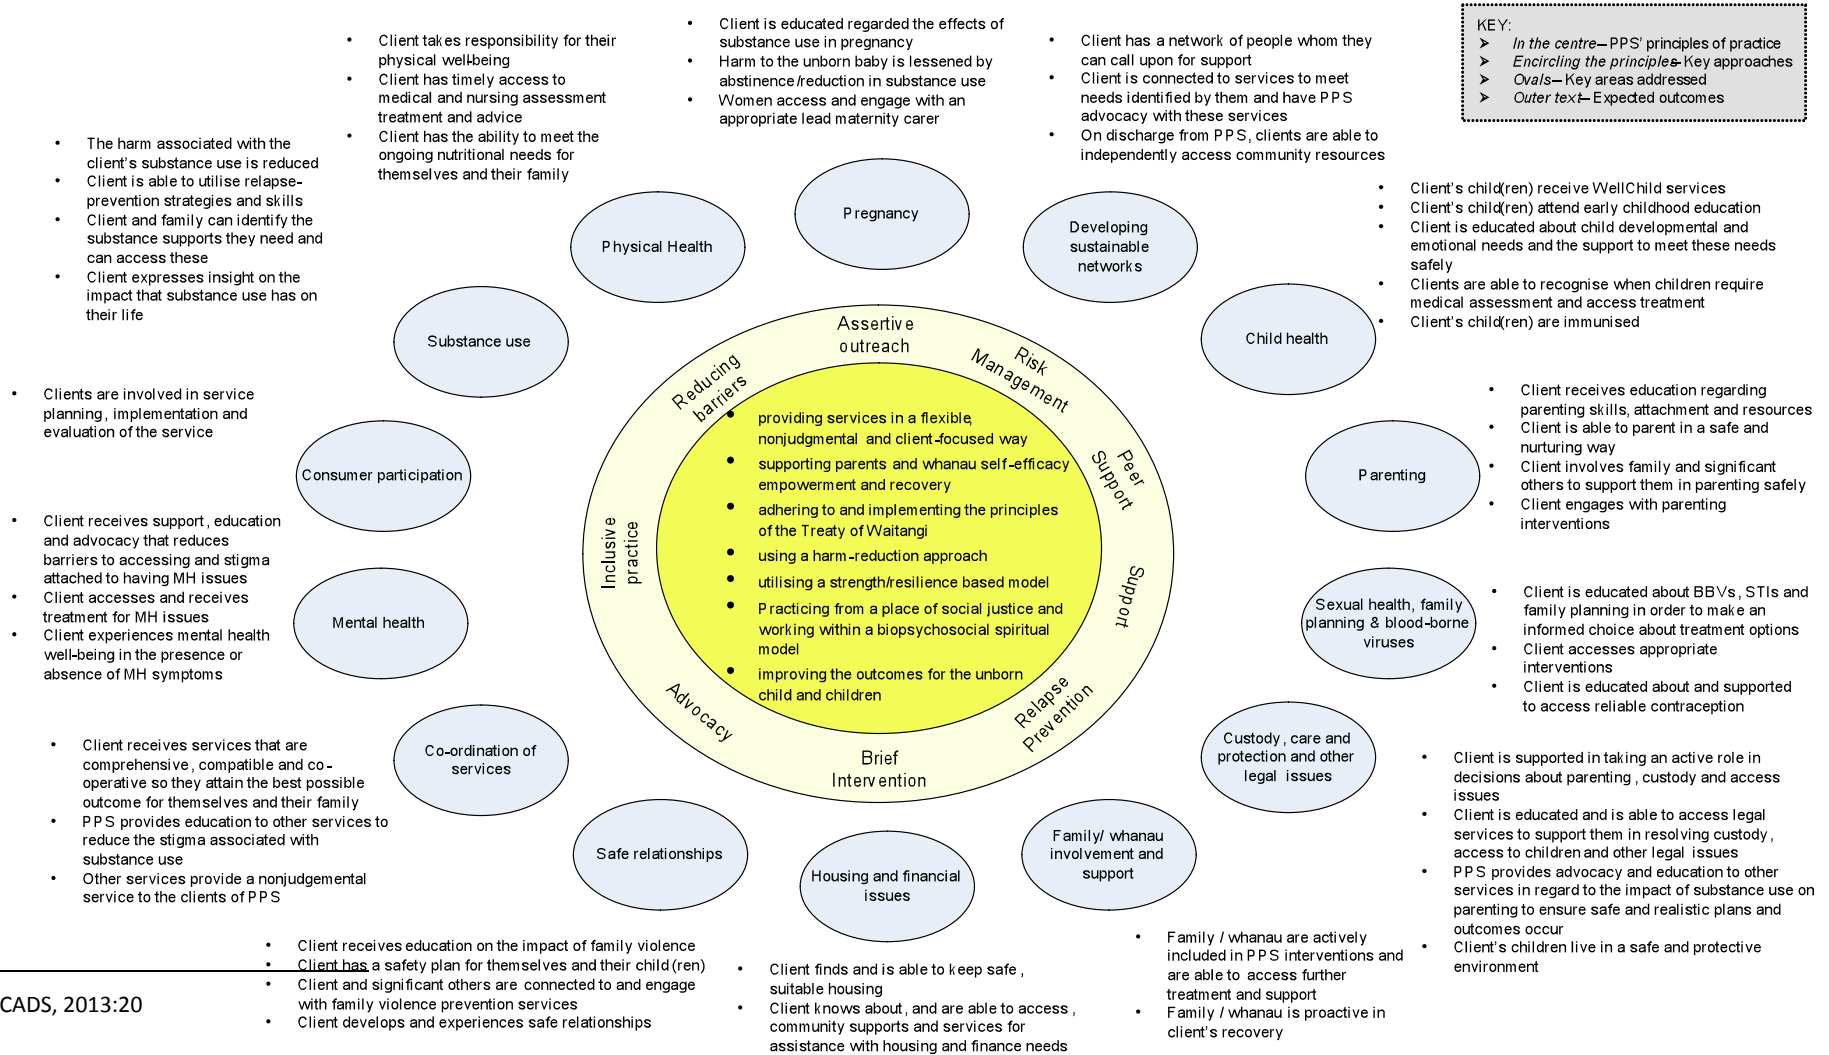 KEY:
➢ In the centre – PPS' principles of practice
➢ Encircling the principles – Key approaches
➢ Ovals – Key areas addressed
➢ Outer text – Expected outcomes
• Client is educated regarded the effects of
substance use in pregnancy
• Harm to the unborn baby is lessened by
abstinence/reduction in substance use
• Women access and engage with an
appropriate lead maternity carer
• Client takes responsibility for their
physical well-being
• Client has timely access to
medical and nursing assessment
treatment and advice
• Client has the ability to meet the
ongoing nutritional needs for
themselves and their family
• Client has a network of people whom they
can call upon for support
• Client is connected to services to meet
needs identified by them and have PPS
advocacy with these services
• On discharge from PPS, clients are able to
independently access community resources
• The harm associated with the
client's substance use is reduced
• Client is able to utilise relapse-
prevention strategies and skills
• Client and family can identify the
substance supports they need and
can access these
• Client expresses insight on the
impact that substance use has on
their life
• Client's child(ren) receive WellChild services
• Client's child(ren) attend early childhood education
• Client is educated about child developmental and
emotional needs and the support to meet these needs
safely
• Clients are able to recognise when children require
medical assessment and access treatment
• Client's child(ren) are immunised
Pregnancy
Physical Health
Developing
sustainable
networks
Substance use
Child health
Assertive
outreach
Risk
Management
Reducing
barriers
Peer
Support
Support
Inclusive
practice
Relapse
Prevention
Advocacy
Brief
Intervention
• providing services in a flexible,
nonjudgmental and client-focused way
• supporting parents and whanau self-efficacy
empowerment and recovery
• adhering to and implementing the principles
of the Treaty of Waitangi
• using a harm-reduction approach
• utilising a strength/resilience based model
• Practicing from a place of social justice and
working within a biopsychosocial spiritual
model
• improving the outcomes for the unborn
child and children
• Clients are involved in service
planning, implementation and
evaluation of the service
Consumer participation
• Client receives education regarding
parenting skills, attachment and resources
• Client is able to parent in a safe and
nurturing way
• Client involves family and significant
others to support them in parenting safely
• Client engages with parenting
interventions
Parenting
• Client receives support, education
and advocacy that reduces
barriers to accessing and stigma
attached to having MH issues
• Client accesses and receives
treatment for MH issues
• Client experiences mental health
well-being in the presence or
absence of MH symptoms
Mental health
Sexual health, family
planning & blood-borne
viruses
• Client is educated about BBVs, STIs and
family planning in order to make an
informed choice about treatment options
• Client accesses appropriate
interventions
• Client is educated about and supported
to access reliable contraception
Co-ordination of
services
• Client receives services that are
comprehensive, compatible and co-
operative so they attain the best possible
outcome for themselves and their family
• PPS provides education to other services to
reduce the stigma associated with
substance use
• Other services provide a nonjudgemental
service to the clients of PPS
Custody, care and
protection and other
legal issues
• Client is supported in taking an active role in
decisions about parenting, custody and access
issues
• Client is educated and is able to access legal
services to support them in resolving custody,
access to children and other legal issues
• PPS provides advocacy and education to other
services in regard to the impact of substance use on
parenting to ensure safe and realistic plans and
outcomes occur
• Client's children live in a safe and protective
environment
Safe relationships
Housing and financial
issues
Family/ whanau
involvement and
support
• Client receives education on the impact of family violence
• Client has a safety plan for themselves and their child(ren)
• Client and significant others are connected to and engage
with family violence prevention services
• Client develops and experiences safe relationships
• Client finds and is able to keep safe,
suitable housing
• Client knows about, and are able to access,
community supports and services for
assistance with housing and finance needs
• Family / whanau are actively
included in PPS interventions and
are able to access further
treatment and support
• Family / whanau is proactive in
client's recovery
CADS, 2013:20